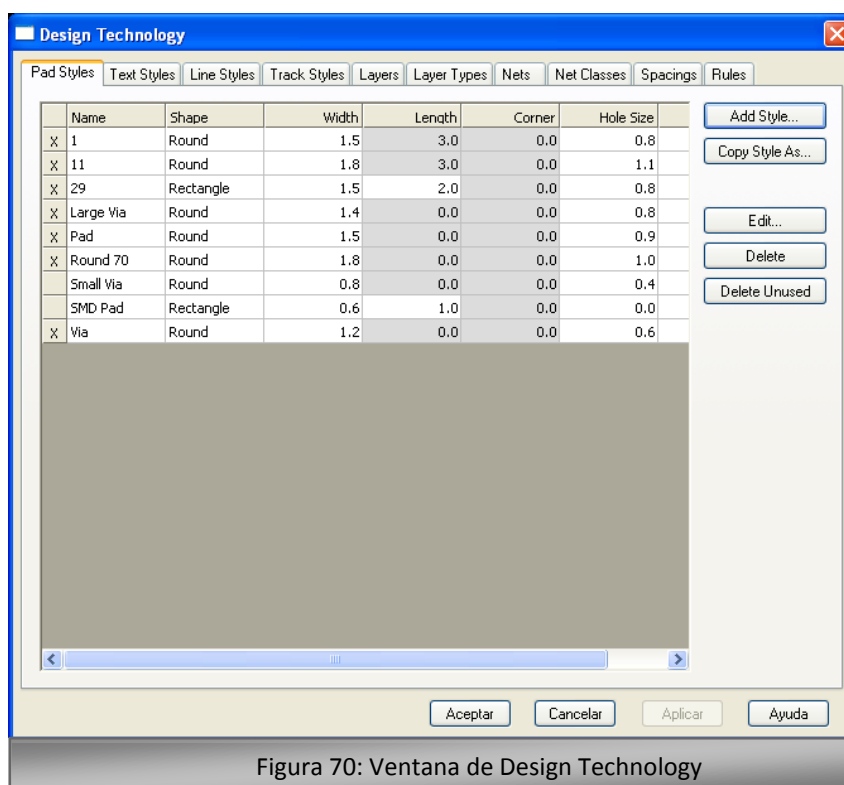 Design Technology
Pad Styles Text Styles Line Styles Track Styles Layers Layer Types Nets Net Classes Spacings Rules
Name Shape Width Length Corner Hole Size
X 1 Round 1.5 3.0 0.0 0.8
X 11 Round 1.8 3.0 0.0 1.1
X 29 Rectangle 1.5 2.0 0.0 0.8
X Large Via Round 1.4 0.0 0.0 0.8
X Pad Round 1.5 0.0 0.0 0.9
X Round 70 Round 1.8 0.0 0.0 1.0
Small Via Round 0.8 0.0 0.0 0.4
SMD Pad Rectangle 0.6 1.0 0.0 0.0
X Via Round 1.2 0.0 0.0 0.6
Add Style...
Copy Style As...
Edit...
Delete
Delete Unused
Aceptar Cancelar Aplicar Ayuda
Figura 70: Ventana de Design Technology